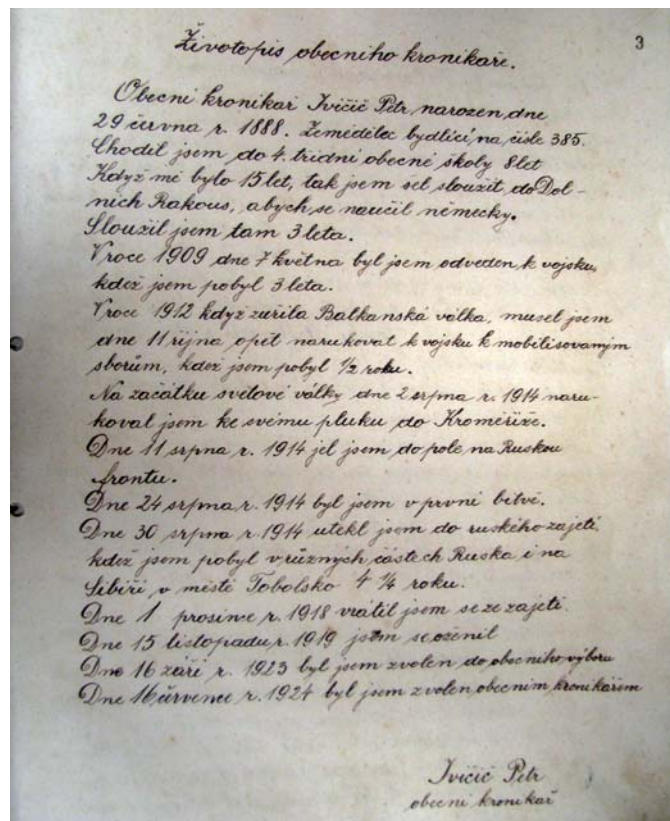 3
Životopis obecního kronikaře.
Obecní kronikář Ivičič Petr, narozen dne
29 června r. 1888. Zemědělec bydlící na čísle 385.
Chodil jsem do 4. třídní obecné školy 8 let
Když mě bylo 15 let, tak jsem šel sloužit do Dol-
ních Rakous, abych se naučil německy.
Sloužil jsem tam 3 leta.
V roce 1909 dne 7 května byl jsem odveden k vojsku,
kdež jsem pobyl 3 leta.
V roce 1912 když zuřila Balkanská válka, musel jsem
dne 11 října opět narukovat k vojsku k mobilisovaným
sborům, kdež jsem pobyl ½ roku.
Na začátku světové války dne 2 srpna r. 1914 naru-
koval jsem ke svému pluku do Kroměříže.
Dne 11 srpna r. 1914 jel jsem do pole na Ruskou
frontu.
Dne 24 srpna r. 1914 byl jsem v první bitvě.
Dne 30 srpna r. 1914 utekl jsem do ruského zajetí,
kdež jsem pobyl v různých částech Ruska i na
Sibiři v městě Tobolsko 4 ¼ roku.
Dne 1 prosince r. 1918 vrátil jsem se ze zajetí.
Dne 15 listopadu r. 1919 jsem se oženil
Dne 16 září r. 1923 byl jsem zvolen do obecního výboru
Dne 16 července r. 1924 byl jsem zvolen obecním kronikářem
Ivičič Petr
obecní kronikář